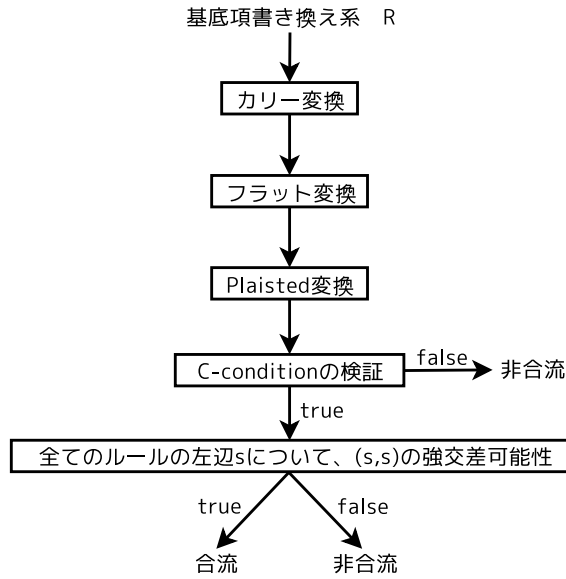 基底項書き換え系 R
カリー変換
フラット変換
Plaisted変換
C-conditionの検証
false
非合流
true
全てのルールの左辺sについて、(s,s)の強交差可能性
true
false
合流
非合流